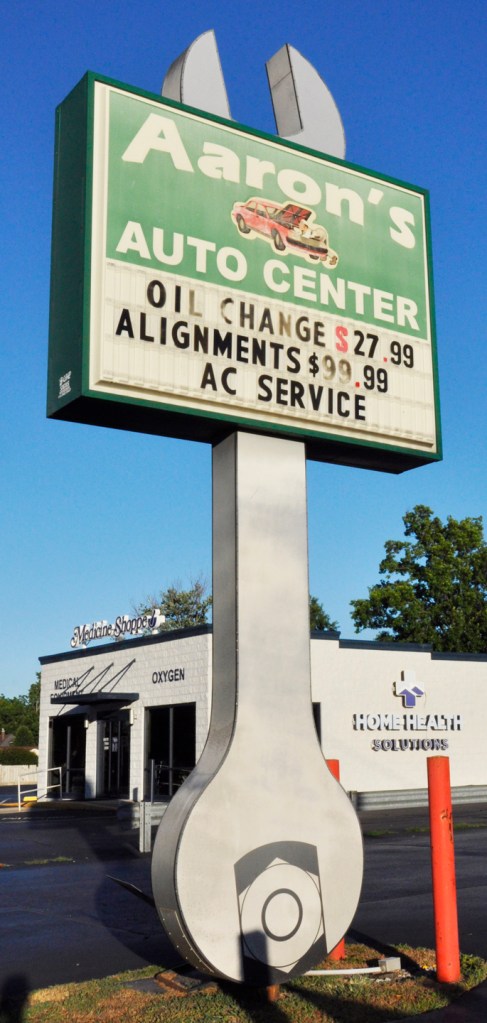 Aaron's
AUTO CENTER
OIL CHANGE $27.99
ALIGNMENTS $99.99
AC SERVICE
Medicine Shoppe
MEDICAL
EQUIPMENT
OXYGEN
HOME HEALTH
SOLUTIONS